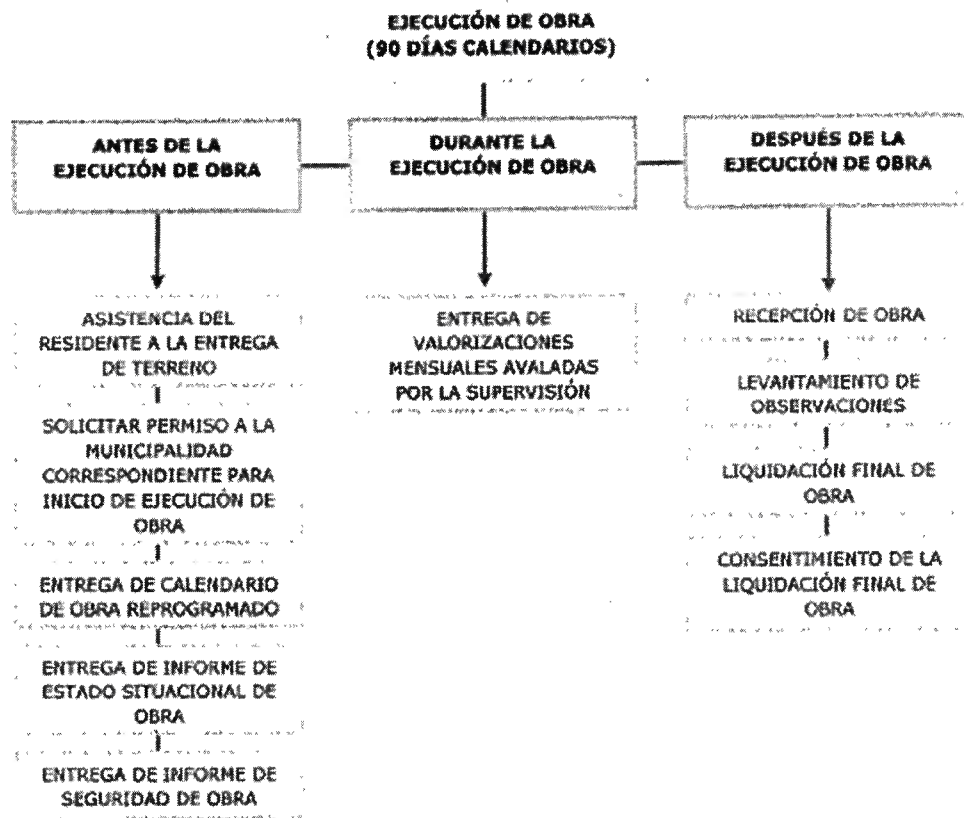 EJECUCIÓN DE OBRA
(90 DÍAS CALENDARIOS)
ANTES DE LA
EJECUCIÓN DE OBRA
DURANTE LA
EJECUCIÓN DE OBRA
DESPUÉS DE LA
EJECUCIÓN DE OBRA
ASISTENCIA DEL
RESIDENTE A LA ENTREGA
DE TERRENO
SOLICITAR PERMISO A LA
MUNICIPALIDAD
CORRESPONDIENTE PARA
INICIO DE EJECUCIÓN DE
OBRA
ENTREGA DE CALENDARIO
DE OBRA REPROGRAMADO
ENTREGA DE INFORME DE
ESTADO SITUACIONAL DE
OBRA
ENTREGA DE INFORME DE
SEGURIDAD DE OBRA
ENTREGA DE
VALORIZACIONES
MENSUALES AVALADAS
POR LA SUPERVISIÓN
RECEPCIÓN DE OBRA
LEVANTAMIENTO DE
OBSERVACIONES
LIQUIDACIÓN FINAL DE
OBRA
CONSENTIMIENTO DE LA
LIQUIDACIÓN FINAL DE
OBRA